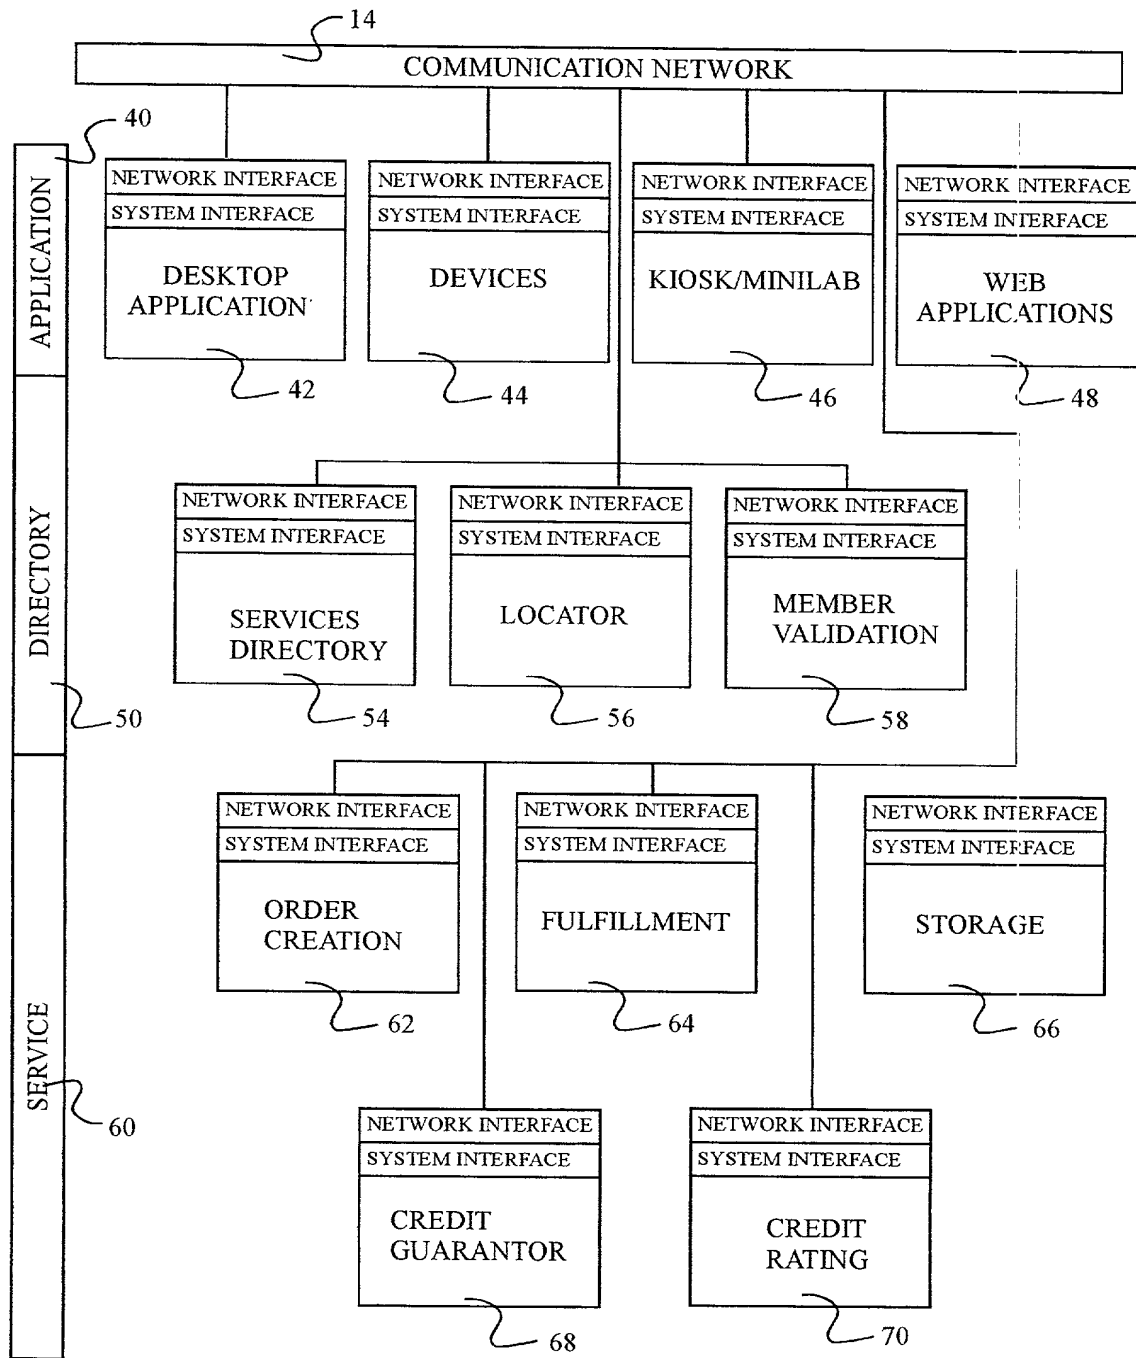 14
COMMUNICATION NETWORK
40
APPLICATION
NETWORK INTERFACE
SYSTEM INTERFACE
DESKTOP
APPLICATION
42
NETWORK INTERFACE
SYSTEM INTERFACE
DEVICES
44
NETWORK INTERFACE
SYSTEM INTERFACE
KIOSK/MINILAB
46
NETWORK INTERFACE
SYSTEM INTERFACE
WEB
APPLICATIONS
48
DIRECTORY
50
NETWORK INTERFACE
SYSTEM INTERFACE
SERVICES
DIRECTORY
54
NETWORK INTERFACE
SYSTEM INTERFACE
LOCATOR
56
NETWORK INTERFACE
SYSTEM INTERFACE
MEMBER
VALIDATION
58
SERVICE
60
NETWORK INTERFACE
SYSTEM INTERFACE
ORDER
CREATION
62
NETWORK INTERFACE
SYSTEM INTERFACE
FULFILLMENT
64
NETWORK INTERFACE
SYSTEM INTERFACE
STORAGE
66
NETWORK INTERFACE
SYSTEM INTERFACE
CREDIT
GUARANTOR
68
NETWORK INTERFACE
SYSTEM INTERFACE
CREDIT
RATING
70